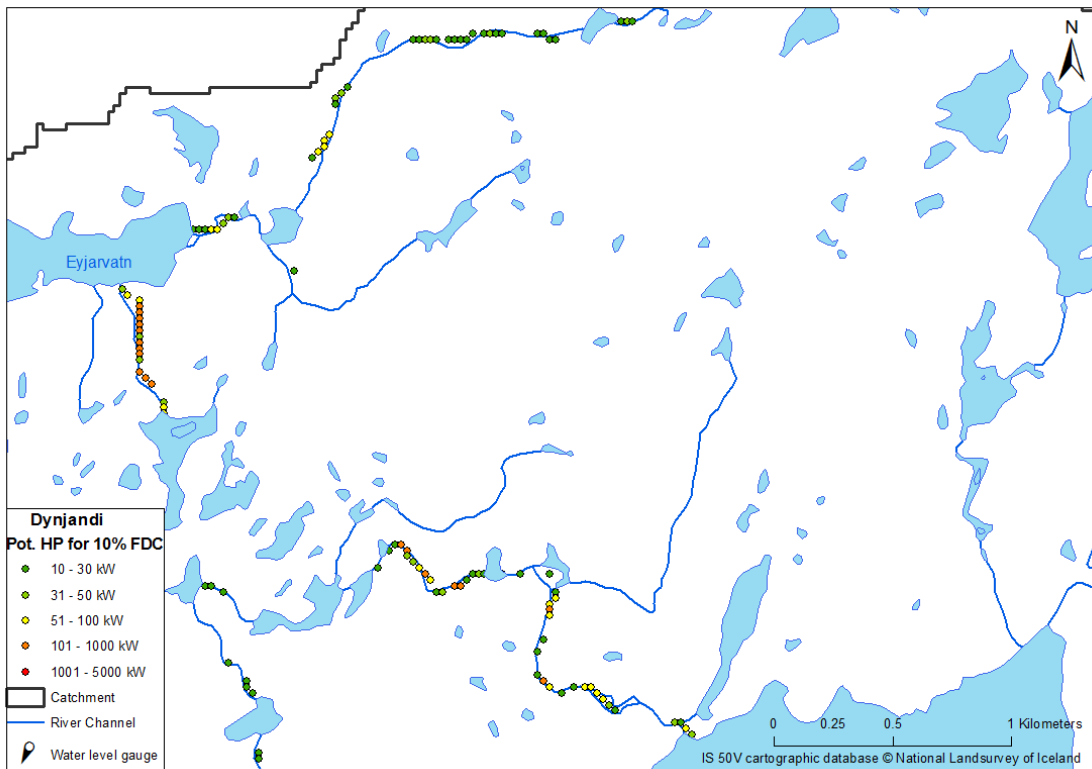 N
Eyjarvatn
Dynjandi
Pot. HP for 10% FDC
10 - 30 kW
31 - 50 kW
51 - 100 kW
101 - 1000 kW
1001 - 5000 kW
Catchment
River Channel
Water level gauge
0 0.25 0.5 1 Kilometers
IS 50V cartographic database © National Landsurvey of Iceland